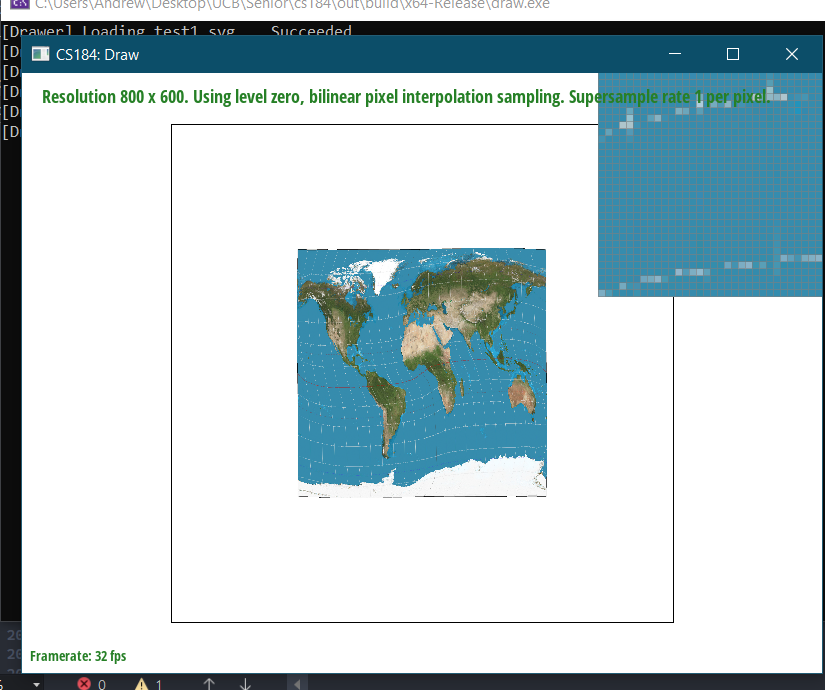 C:\Users\Andrew\Desktop\UCB\Senior\cs184\out\build\x64-Release\draw.exe
[Drawer] Loading test1.svg... Succeeded
[D
CS184: Draw
[D
[D
[D
[D
Resolution 800 x 600. Using level zero, bilinear pixel interpolation sampling. Supersample rate 1 per pixel.
Framerate: 32 fps
26
26
0
1